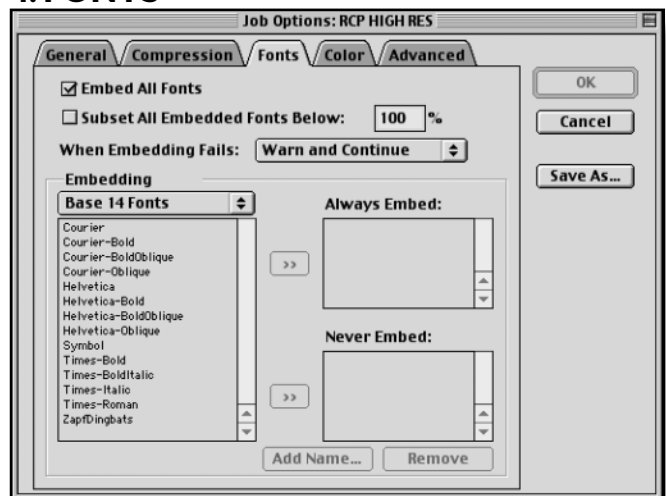 4. FONTS
Job Options: RCP HIGH RES
General Compression Fonts Color Advanced
Embed All Fonts
Subset All Embedded Fonts Below: 100 %
When Embedding Fails: Warn and Continue
Embedding
Base 14 Fonts
Courier
Courier-Bold
Courier-BoldOblique
Courier-Oblique
Helvetica
Helvetica-Bold
Helvetica-BoldOblique
Helvetica-Oblique
Symbol
Times-Bold
Times-BoldItalic
Times-Italic
Times-Roman
ZapfDingbats
>>
>>
Always Embed:
Never Embed:
Add Name... Remove
OK
Cancel
Save As...